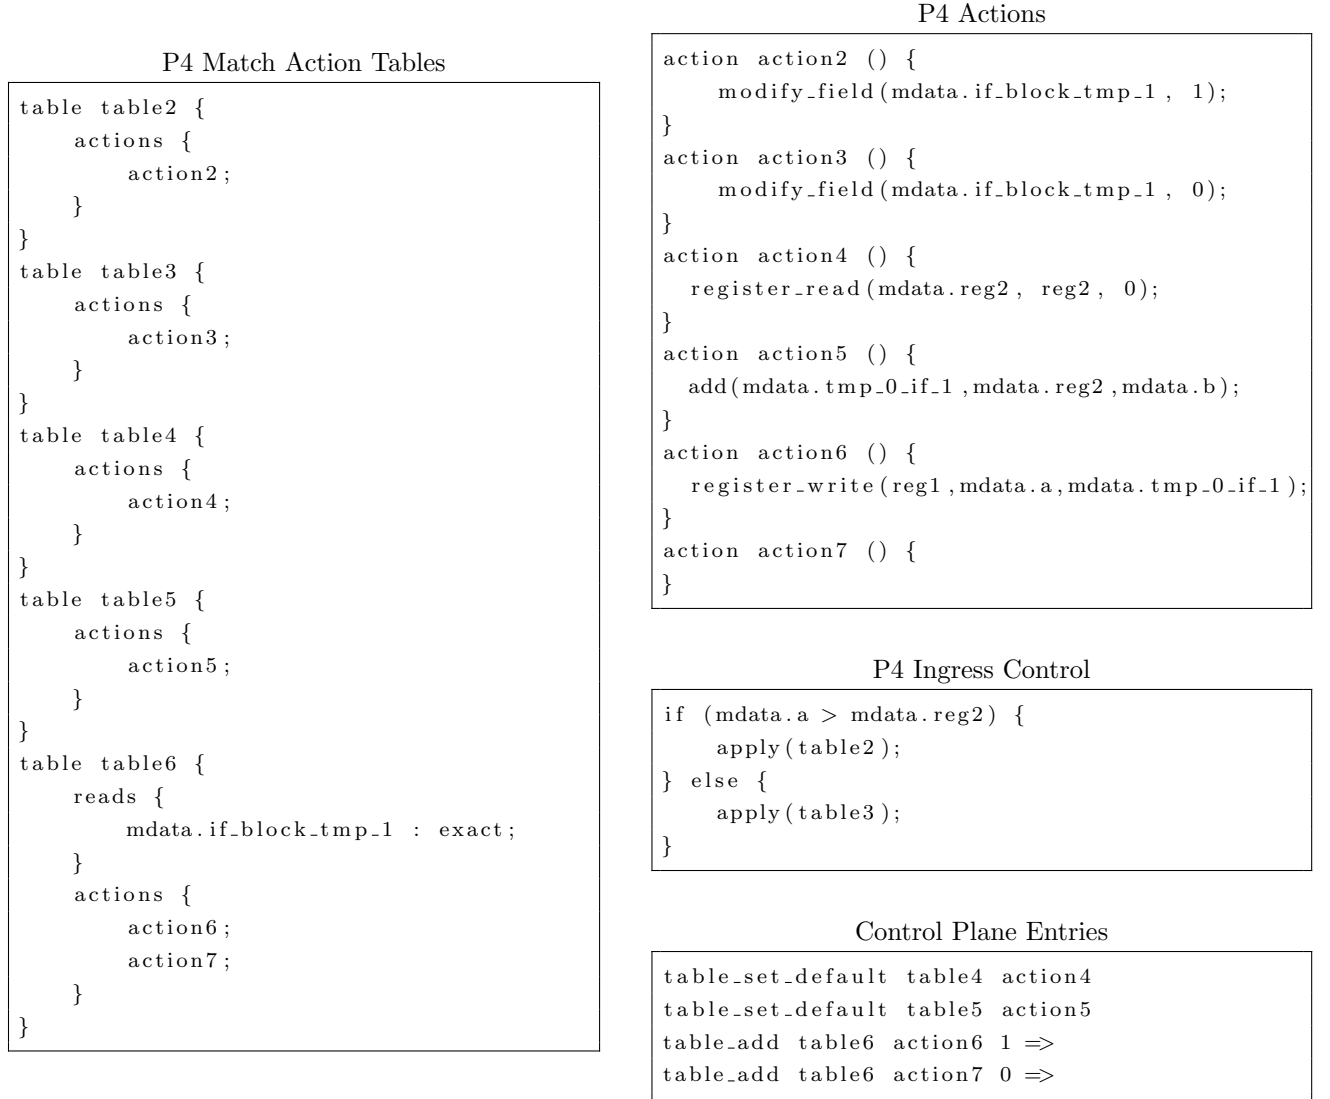 P4 Match Action Tables
table table2 {
    actions {
        action2;
    }
}
table table3 {
    actions {
        action3;
    }
}
table table4 {
    actions {
        action4;
    }
}
table table5 {
    actions {
        action5;
    }
}
table table6 {
    reads {
        mdata.if_block_tmp_1 : exact;
    }
    actions {
        action6;
        action7;
    }
}
P4 Actions
action action2 () {
    modify_field(mdata.if_block_tmp_1, 1);
}
action action3 () {
    modify_field(mdata.if_block_tmp_1, 0);
}
action action4 () {
  register_read(mdata.reg2, reg2, 0);
}
action action5 () {
  add(mdata.tmp_0_if_1,mdata.reg2,mdata.b);
}
action action6 () {
  register_write(reg1,mdata.a,mdata.tmp_0_if_1);
}
action action7 () {
}
P4 Ingress Control
if (mdata.a > mdata.reg2) {
    apply(table2);
} else {
    apply(table3);
}
Control Plane Entries
table_set_default table4 action4
table_set_default table5 action5
table_add table6 action6 1 =>
table_add table6 action7 0 =>